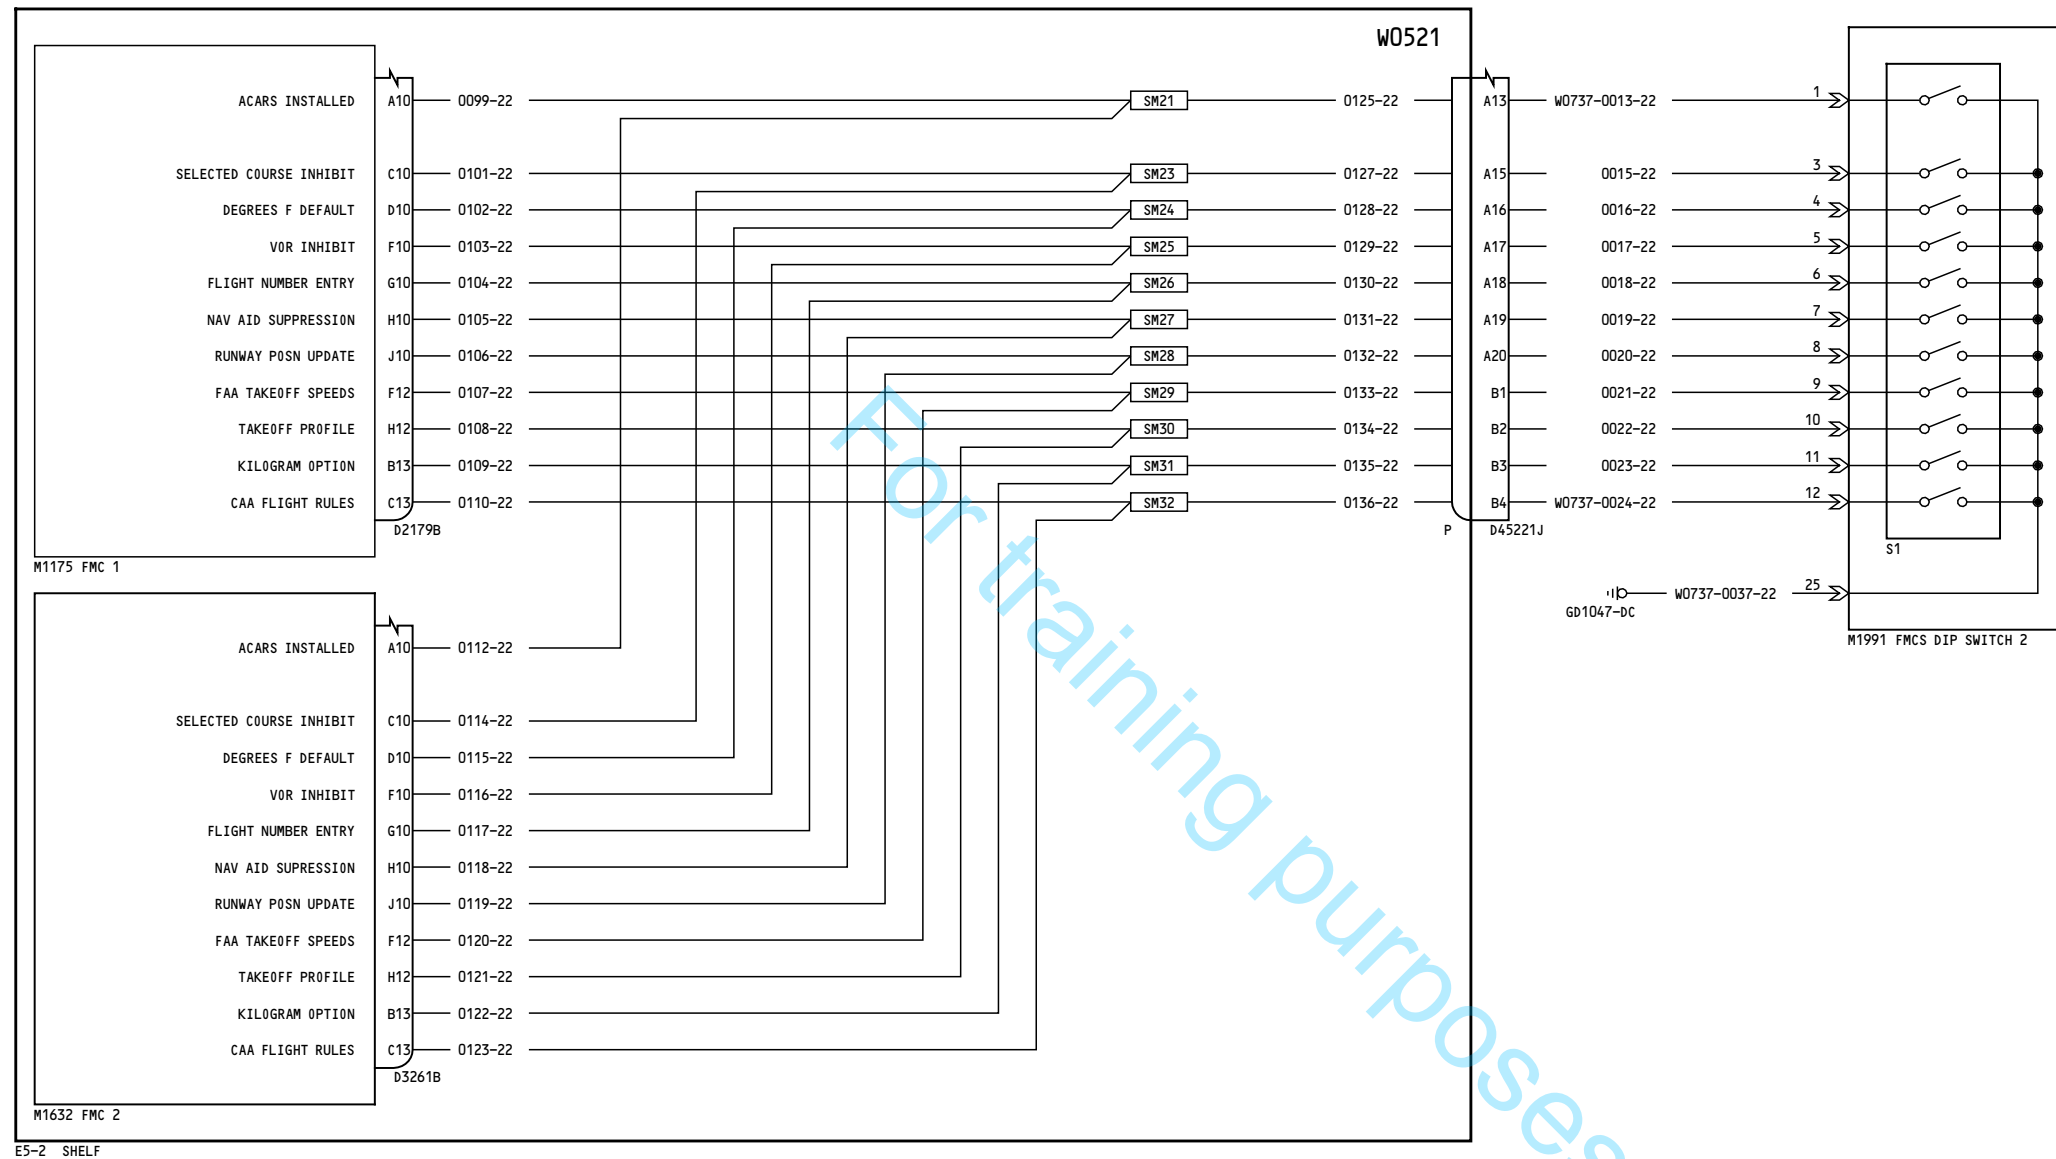 W0521
ACARS INSTALLED A10 0099-22 SM21 0125-22 A13 W0737-0013-22 1
SELECTED COURSE INHIBIT C10 0101-22 SM23 0127-22 A15 0015-22 3
DEGREES F DEFAULT D10 0102-22 SM24 0128-22 A16 0016-22 4
VOR INHIBIT F10 0103-22 SM25 0129-22 A17 0017-22 5
FLIGHT NUMBER ENTRY G10 0104-22 SM26 0130-22 A18 0018-22 6
NAV AID SUPPRESSION H10 0105-22 SM27 0131-22 A19 0019-22 7
RUNWAY POSN UPDATE J10 0106-22 SM28 0132-22 A20 0020-22 8
FAA TAKEOFF SPEEDS F12 0107-22 SM29 0133-22 B1 0021-22 9
TAKEOFF PROFILE H12 0108-22 SM30 0134-22 B2 0022-22 10
KILOGRAM OPTION B13 0109-22 SM31 0135-22 B3 0023-22 11
CAA FLIGHT RULES C13 0110-22 SM32 0136-22 B4 W0737-0024-22 12
D2179B P D45221J
S1
M1175 FMC 1
W0737-0037-22 25
GD1047-DC
M1991 FMCS DIP SWITCH 2
ACARS INSTALLED A10 0112-22
SELECTED COURSE INHIBIT C10 0114-22
DEGREES F DEFAULT D10 0115-22
VOR INHIBIT F10 0116-22
FLIGHT NUMBER ENTRY G10 0117-22
NAV AID SUPRESSION H10 0118-22
RUNWAY POSN UPDATE J10 0119-22
FAA TAKEOFF SPEEDS F12 0120-22
TAKEOFF PROFILE H12 0121-22
KILOGRAM OPTION B13 0122-22
CAA FLIGHT RULES C13 0123-22
D3261B
M1632 FMC 2
E5-2 SHELF
For training purposes